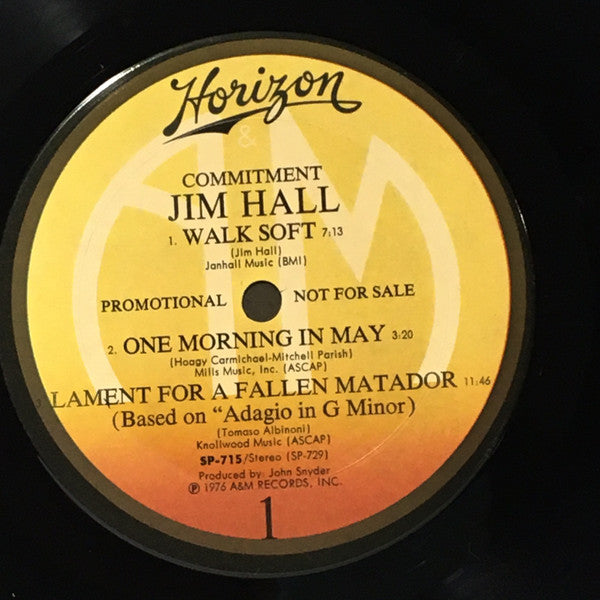 Horizon
&
AM
COMMITMENT
JIM HALL
1. WALK SOFT 7:13
(Jim Hall)
Janhall Music (BMI)
PROMOTIONAL NOT FOR SALE
2. ONE MORNING IN MAY 3:20
(Hoagy Carmichael-Mitchell Parish)
Mills Music, Inc. (ASCAP)
LAMENT FOR A FALLEN MATADOR 11:46
(Based on "Adagio in G Minor)
(Tomaso Albinoni)
Knollwood Music (ASCAP)
SP-715/Stereo (SP-729)
Produced by: John Snyder
℗ 1976 A&M RECORDS, INC.
1